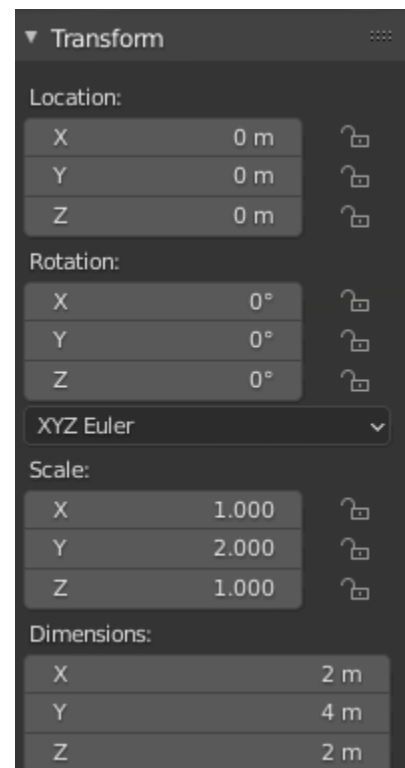 Transform
Location:
X 0 m
Y 0 m
Z 0 m
Rotation:
X 0°
Y 0°
Z 0°
XYZ Euler
Scale:
X 1.000
Y 2.000
Z 1.000
Dimensions:
X 2 m
Y 4 m
Z 2 m